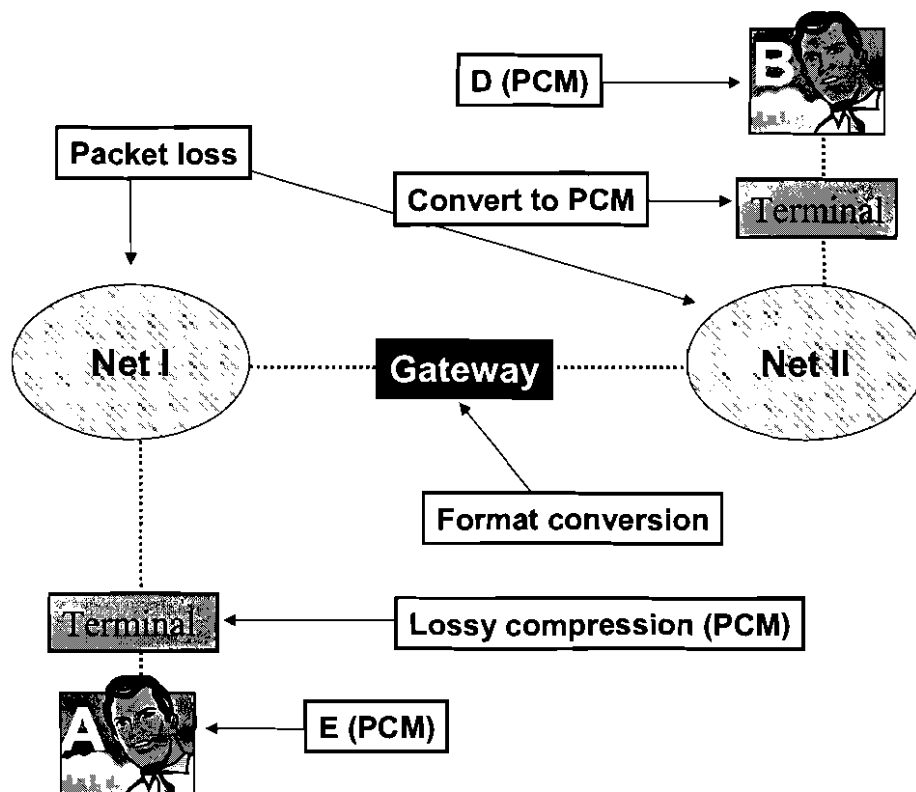 D (PCM)
B
Packet loss
Convert to PCM
Terminal
Net I
Gateway
Net II
Format conversion
Terminal
Lossy compression (PCM)
A
E (PCM)